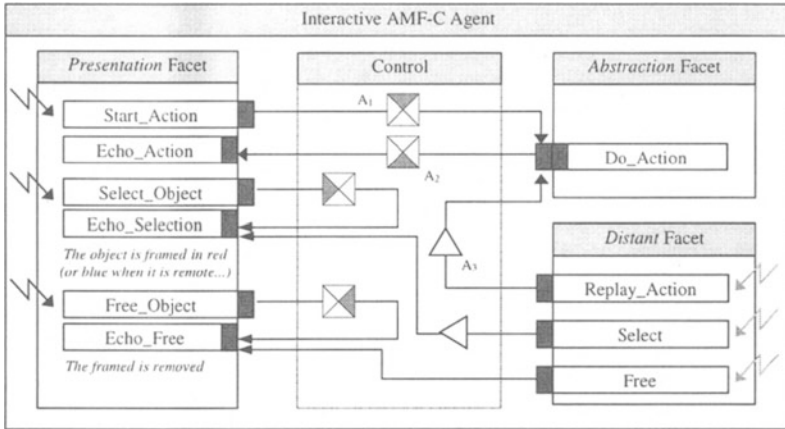 Interactive AMF-C Agent
Presentation Facet
Start_Action
Echo_Action
Select_Object
Echo_Selection
The object is framed in red
(or blue when it is remote...)
Free_Object
Echo_Free
The framed is removed
Control
A1
A2
A3
Abstraction Facet
Do_Action
Distant Facet
Replay_Action
Select
Free